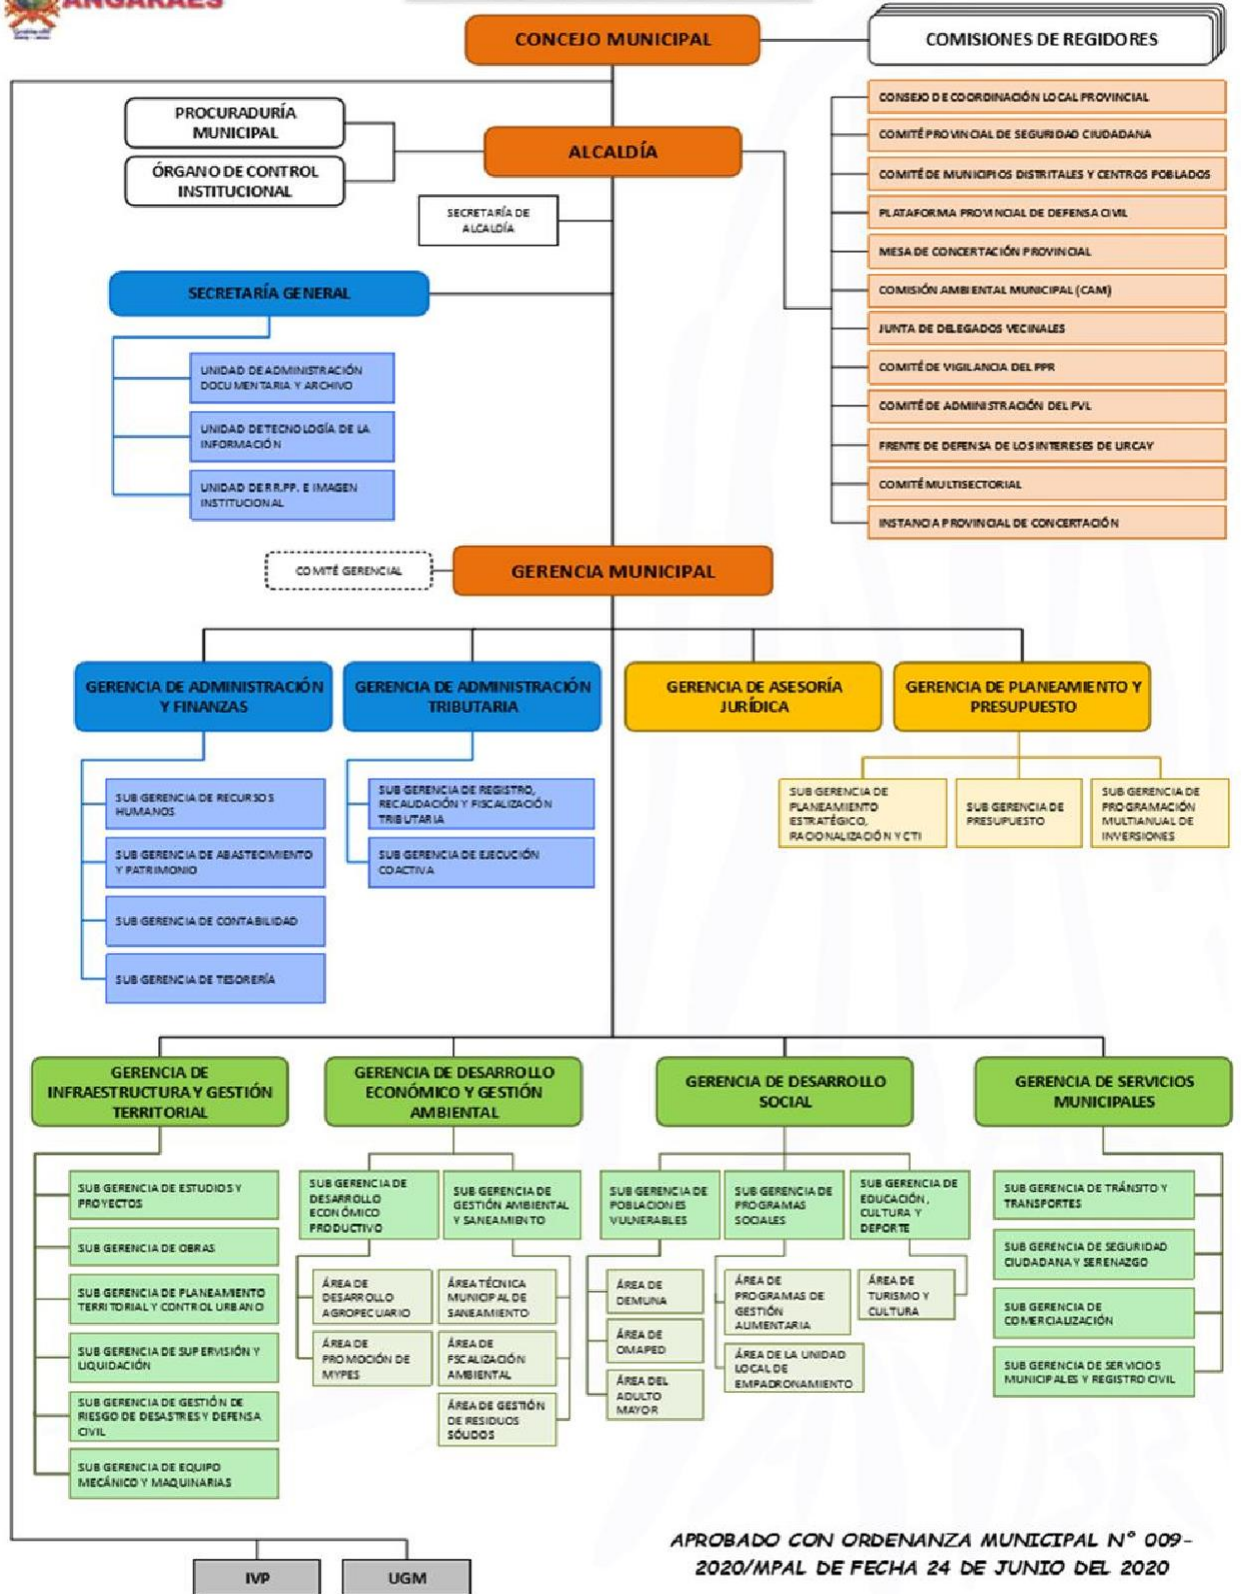 ANGARAES
CONCEJO MUNICIPAL
COMISIONES DE REGIDORES
PROCURADURÍA
MUNICIPAL
ÓRGANO DE CONTROL
INSTITUCIONAL
ALCALDÍA
SECRETARÍA DE
ALCALDÍA
CONSEJO DE COORDINACIÓN LOCAL PROVINCIAL
COMITÉ PROVINCIAL DE SEGURIDAD CIUDADANA
COMITÉ DE MUNICIPIOS DISTRITALES Y CENTROS POBLADOS
PLATAFORMA PROVINCIAL DE DEFENSA CIVIL
MESA DE CONCERTACIÓN PROVINCIAL
COMISIÓN AMBIENTAL MUNICIPAL (CAM)
JUNTA DE DELEGADOS VECINALES
COMITÉ DE VIGILANCIA DEL PPR
COMITÉ DE ADMINISTRACIÓN DEL PVL
FRENTE DE DEFENSA DE LOS INTERESES DE URCAY
COMITÉ MULTISECTORIAL
INSTANCIA PROVINCIAL DE CONCERTACIÓN
SECRETARÍA GENERAL
UNIDAD DE ADMINISTRACIÓN
DOCUMENTARIA Y ARCHIVO
UNIDAD DE TECNOLOGÍA DE LA
INFORMACIÓN
UNIDAD DE RR.PP. E IMAGEN
INSTITUCIONAL
COMITÉ GERENCIAL
GERENCIA MUNICIPAL
GERENCIA DE ADMINISTRACIÓN
Y FINANZAS
GERENCIA DE ADMINISTRACIÓN
TRIBUTARIA
GERENCIA DE ASESORÍA
JURÍDICA
GERENCIA DE PLANEAMIENTO Y
PRESUPUESTO
SUB GERENCIA DE RECURSOS
HUMANOS
SUB GERENCIA DE ABASTECIMIENTO
Y PATRIMONIO
SUB GERENCIA DE CONTABILIDAD
SUB GERENCIA DE TESORERÍA
SUB GERENCIA DE REGISTRO,
RECAUDACIÓN Y FISCALIZACIÓN
TRIBUTARIA
SUB GERENCIA DE EJECUCIÓN
COACTIVA
SUB GERENCIA DE
PLANEAMIENTO
ESTRATÉGICO,
RACIONALIZACIÓN Y CTI
SUB GERENCIA DE
PRESUPUESTO
SUB GERENCIA DE
PROGRAMACIÓN
MULTIANUAL DE
INVERSIONES
GERENCIA DE
INFRAESTRUCTURA Y GESTIÓN
TERRITORIAL
GERENCIA DE DESARROLLO
ECONÓMICO Y GESTIÓN
AMBIENTAL
GERENCIA DE DESARROLLO
SOCIAL
GERENCIA DE SERVICIOS
MUNICIPALES
SUB GERENCIA DE ESTUDIOS Y
PROYECTOS
SUB GERENCIA DE OBRAS
SUB GERENCIA DE PLANEAMIENTO
TERRITORIAL Y CONTROL URBANO
SUB GERENCIA DE SUPERVISIÓN Y
LIQUIDACIÓN
SUB GERENCIA DE GESTIÓN DE
RIESGO DE DESASTRES Y DEFENSA
CIVIL
SUB GERENCIA DE EQUIPO
MECÁNICO Y MAQUINARIAS
SUB GERENCIA DE
DESARROLLO
ECONÓMICO
PRODUCTIVO
SUB GERENCIA DE
GESTIÓN AMBIENTAL
Y SANEAMIENTO
ÁREA DE
DESARROLLO
AGROPECUARIO
ÁREA DE
PROMOCIÓN DE
MYPES
ÁREA TÉCNICA
MUNICIPAL DE
SANEAMIENTO
ÁREA DE
FSCALIZACIÓN
AMBIENTAL
ÁREA DE GESTIÓN
DE RESIDUOS
SÓLIDOS
SUB GERENCIA DE
POBLACIONES
VULNERABLES
SUB GERENCIA DE
PROGRAMAS
SOCIALES
SUB GERENCIA DE
EDUCACIÓN,
CULTURA Y
DEPORTE
ÁREA DE
DEMUNA
ÁREA DE
OMAPED
ÁREA DEL
ADULTO
MAYOR
ÁREA DE
PROGRAMAS DE
GESTIÓN
ALIMENTARIA
ÁREA DE LA UNIDAD
LOCAL DE
EMPADRONAMIENTO
ÁREA DE
TURISMO Y
CULTURA
SUB GERENCIA DE TRÁNSITO Y
TRANSPORTES
SUB GERENCIA DE SEGURIDAD
CIUDADANA Y SERENAZGO
SUB GERENCIA DE
COMERCIALIZACIÓN
SUB GERENCIA DE SERVICIOS
MUNICIPALES Y REGISTRO CIVIL
IVP
UGM
APROBADO CON ORDENANZA MUNICIPAL N° 009-
2020/MPAL DE FECHA 24 DE JUNIO DEL 2020